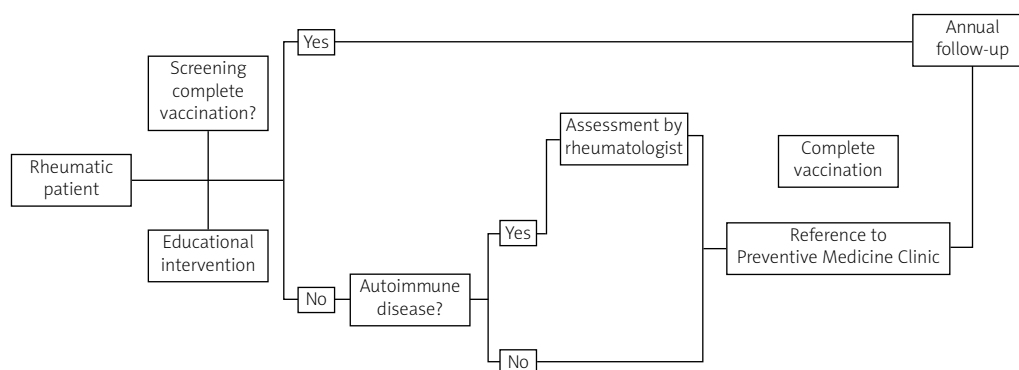 Rheumatic
patient
Screening
complete
vaccination?
Educational
intervention
Yes
No
Autoimmune
disease?
Yes
No
Assessment by
rheumatologist
Complete
vaccination
Reference to
Preventive Medicine Clinic
Annual
follow-up